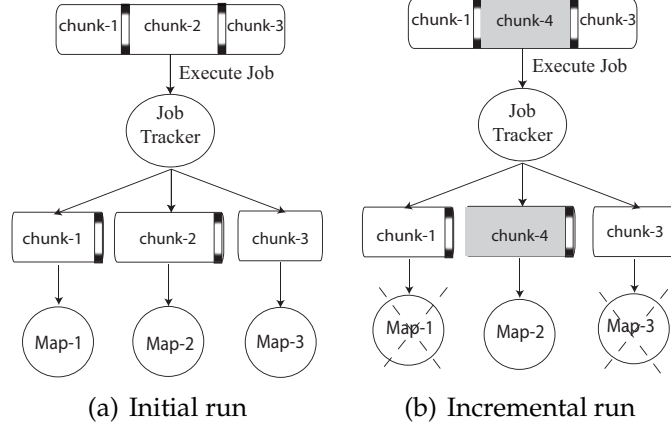 chunk-1 chunk-2 chunk-3
Execute Job
Job
Tracker
chunk-1 chunk-2 chunk-3
Map-1 Map-2 Map-3
(a) Initial run
chunk-1 chunk-4 chunk-3
Execute Job
Job
Tracker
chunk-1 chunk-4 chunk-3
Map-1 Map-2 Map-3
(b) Incremental run